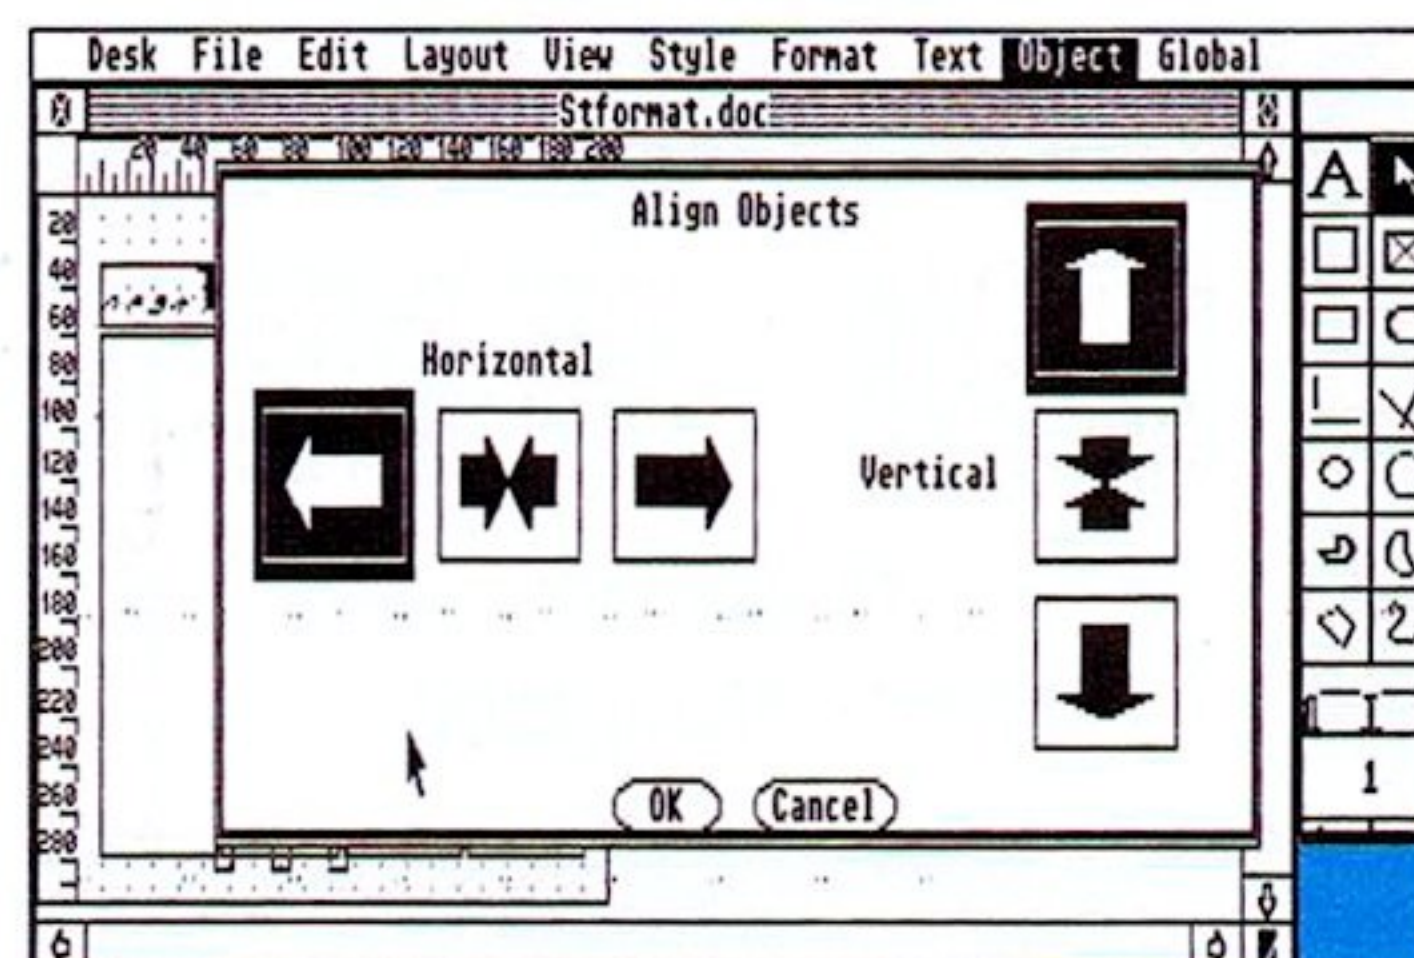 Desk File Edit Layout View Style Format Text Object Global
Stformat.doc
20 40 60 80 100 120 140 160 180 200
Align Objects
A
20
40
60
80
100
120
140
160
180
200
220
240
260
280
Horizontal
Vertical
1
OK Cancel